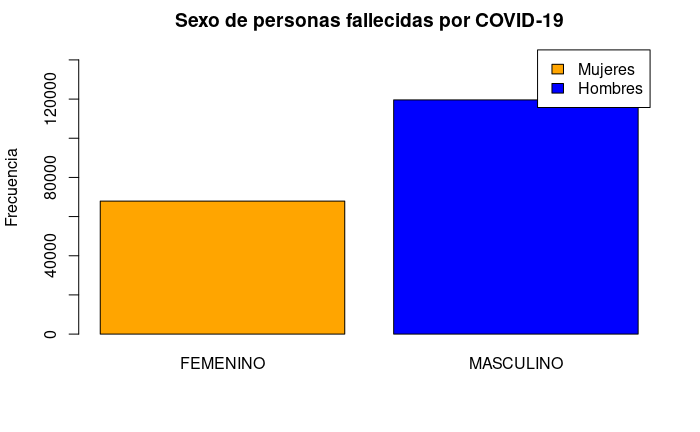 Sexo de personas fallecidas por COVID-19
Mujeres
Hombres
Frecuencia
120000
80000
40000
0
FEMENINO
MASCULINO